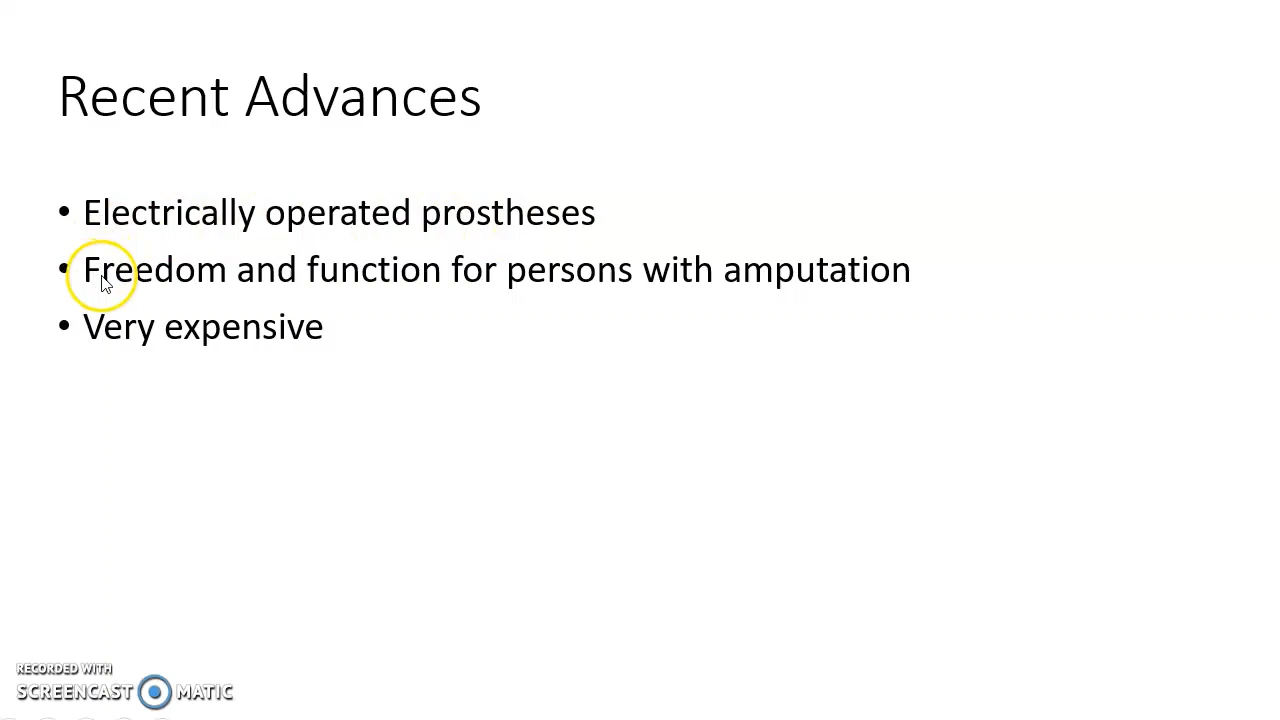 Recent Advances
• Electrically operated prostheses
• Freedom and function for persons with amputation
• Very expensive
RECORDED WITH
SCREENCAST MATIC